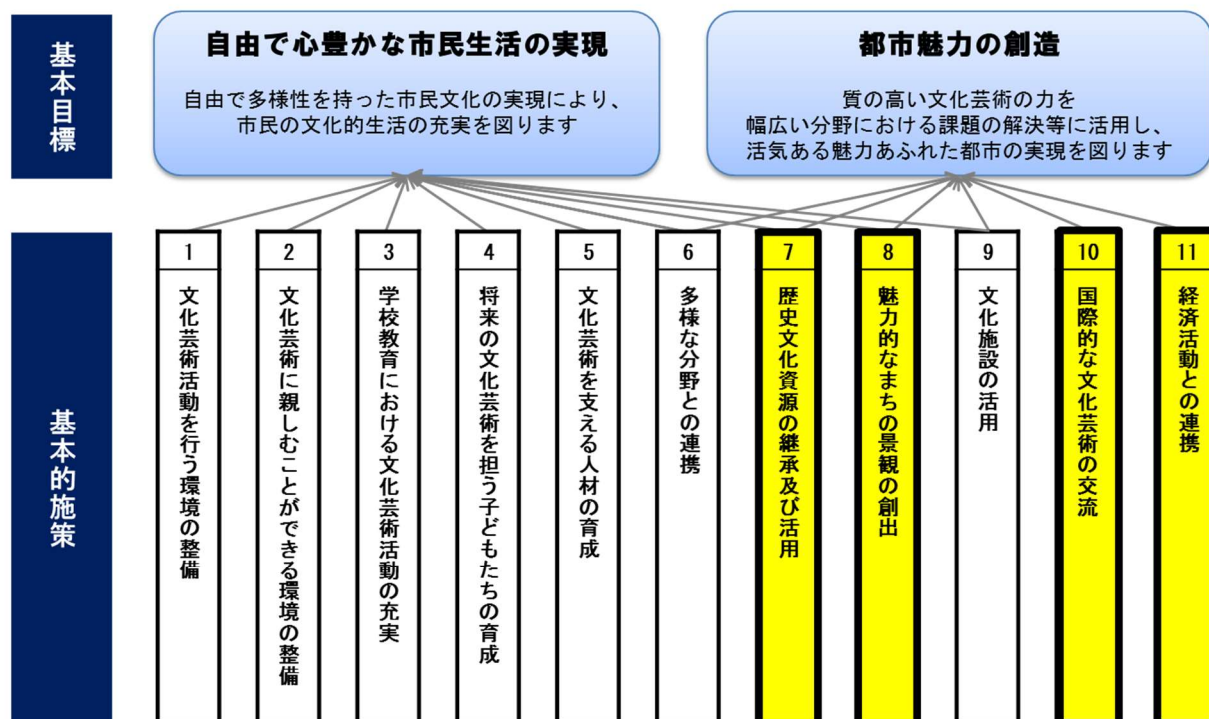 基本目標
自由で心豊かな市民生活の実現
自由で多様性を持った市民文化の実現により、
市民の文化的生活の充実を図ります
都市魅力の創造
質の高い文化芸術の力を
幅広い分野における課題の解決等に活用し、
活気ある魅力あふれた都市の実現を図ります
基本的施策
1
文化芸術活動を行う環境の整備
2
文化芸術に親しむことができる環境の整備
3
学校教育における文化芸術活動の充実
4
将来の文化芸術を担う子どもたちの育成
5
文化芸術を支える人材の育成
6
多様な分野との連携
7
歴史文化資源の継承及び活用
8
魅力的なまちの景観の創出
9
文化施設の活用
10
国際的な文化芸術の交流
11
経済活動との連携